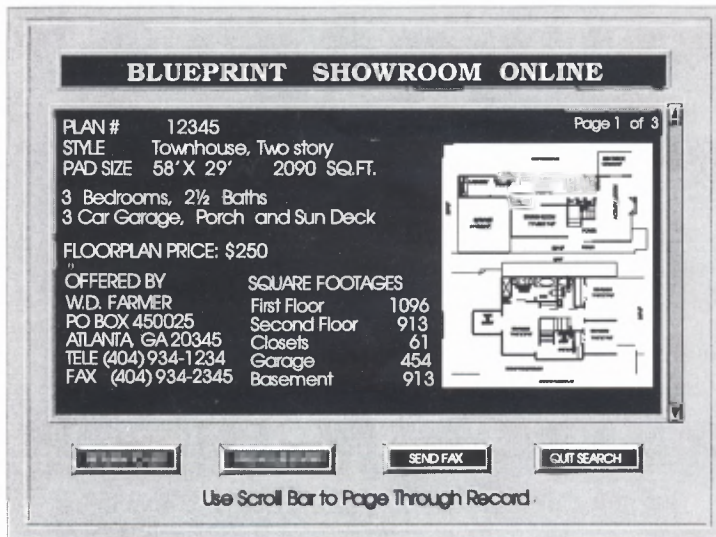 BLUEPRINT SHOWROOM ONLINE
Page 1 of 3
PLAN # 12345
STYLE Townhouse, Two story
PAD SIZE 58' X 29' 2090 SQ.FT.
3 Bedrooms, 2½ Baths
3 Car Garage, Porch and Sun Deck
FLOORPLAN PRICE: $250
OFFERED BY
W.D. FARMER
PO BOX 450025
ATLANTA, GA 20345
TELE (404) 934-1234
FAX (404) 934-2345
SQUARE FOOTAGES
First Floor 1096
Second Floor 913
Closets 61
Garage 454
Basement 913
SEND FAX
QUIT SEARCH
Use Scroll Bar to Page Through Record